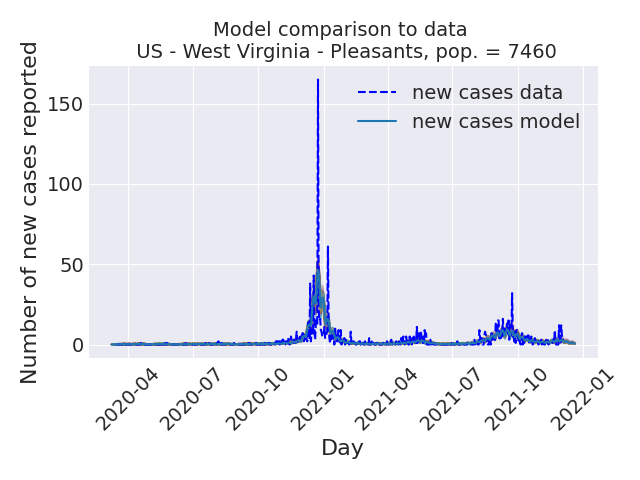 Model comparison to data
US - West Virginia - Pleasants, pop. = 7460
Number of new cases reported
150
100
50
0
new cases data
new cases model
2020-04
2020-07
2020-10
2021-01
2021-04
2021-07
2021-10
2022-01
Day